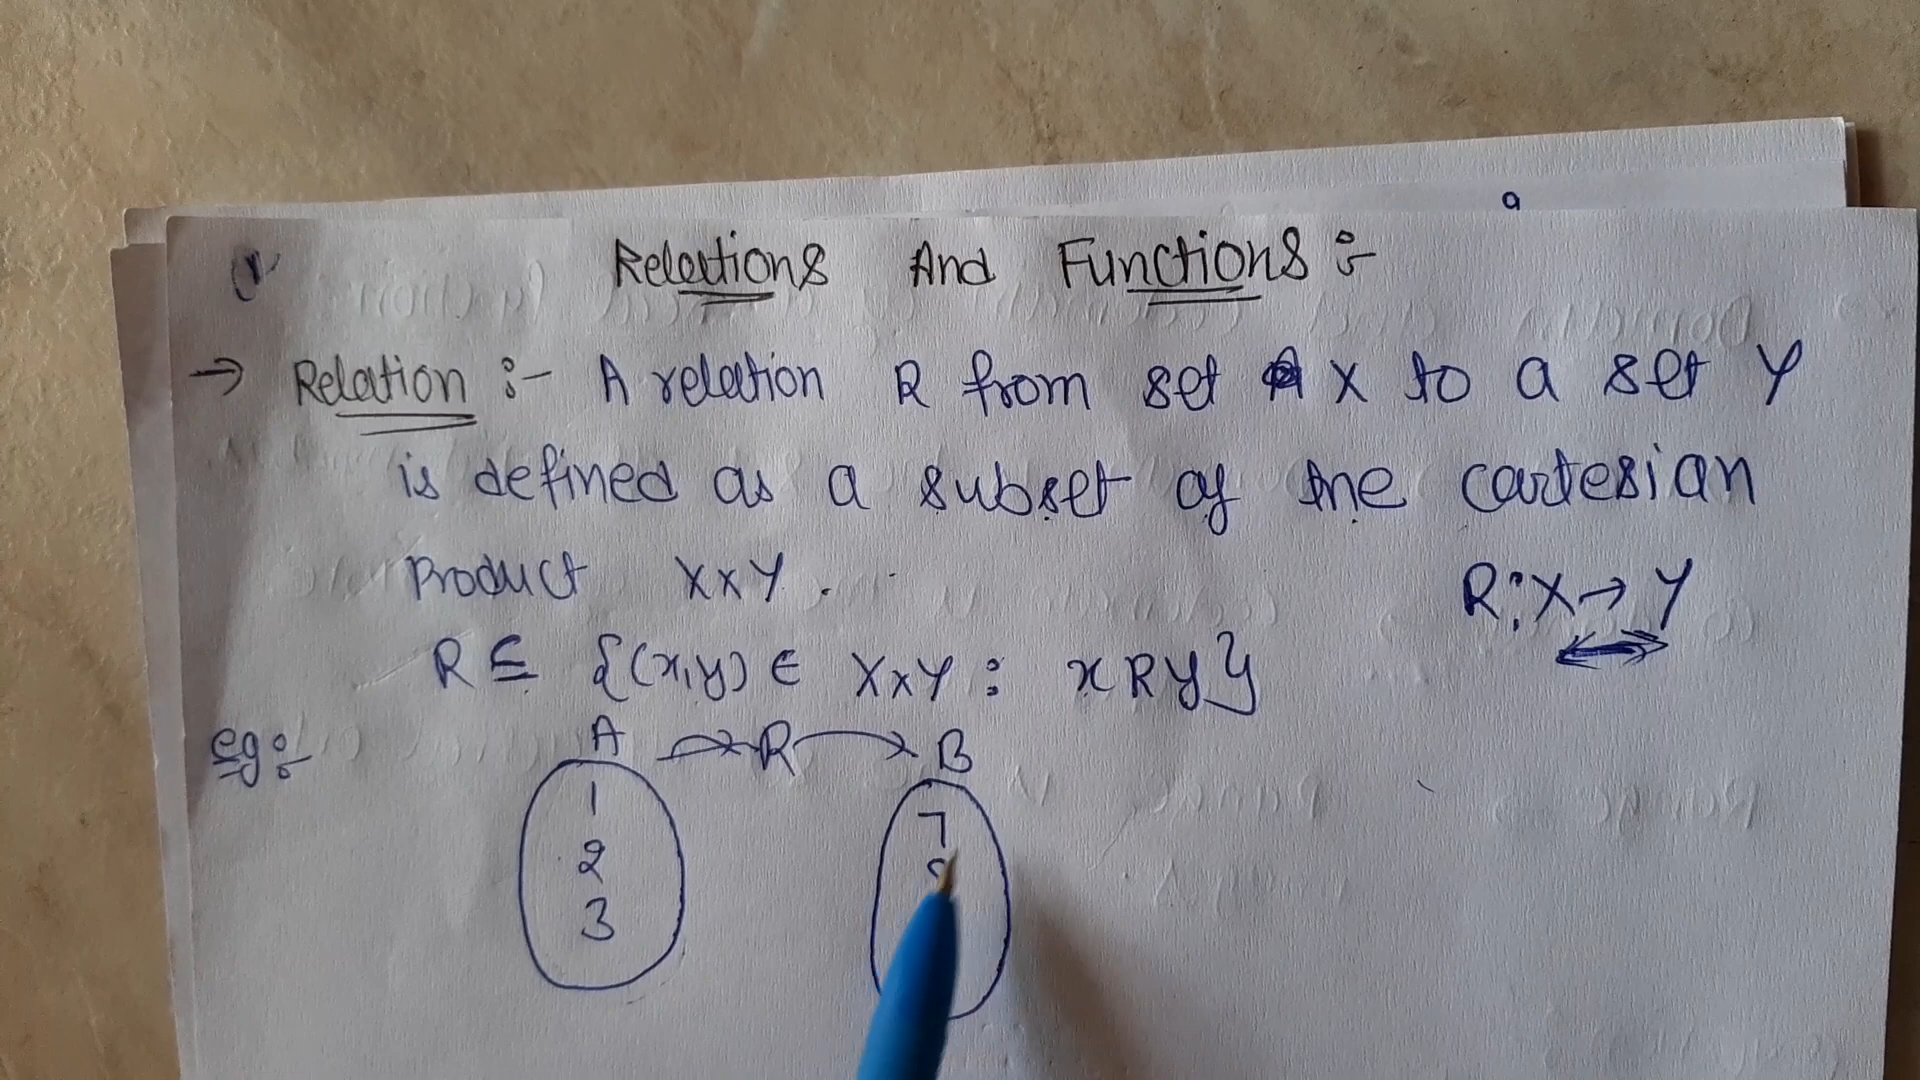 Relations And Functions :-
→ Relation :- A relation R from set X to a set Y
is defined as a subset of the cartesian
Product X×Y.
R:X→Y
R ⊆ {(x,y) ∈ X×Y : xRy}
eg:- A → R → B
1 7
2
3